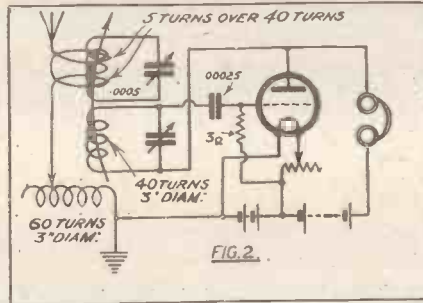 5 TURNS OVER 40 TURNS
.0005
.00025
3Ω
40 TURNS
3" DIAM:
60 TURNS
3" DIAM:
FIG. 2.